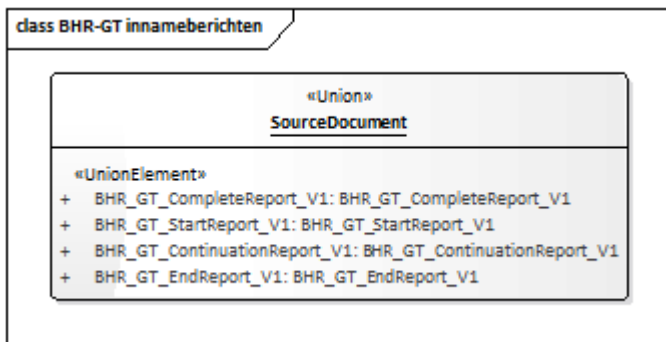 class BHR-GT innameberichten
«Union»
SourceDocument
«UnionElement»
+ BHR_GT_CompleteReport_V1: BHR_GT_CompleteReport_V1
+ BHR_GT_StartReport_V1: BHR_GT_StartReport_V1
+ BHR_GT_ContinuationReport_V1: BHR_GT_ContinuationReport_V1
+ BHR_GT_EndReport_V1: BHR_GT_EndReport_V1